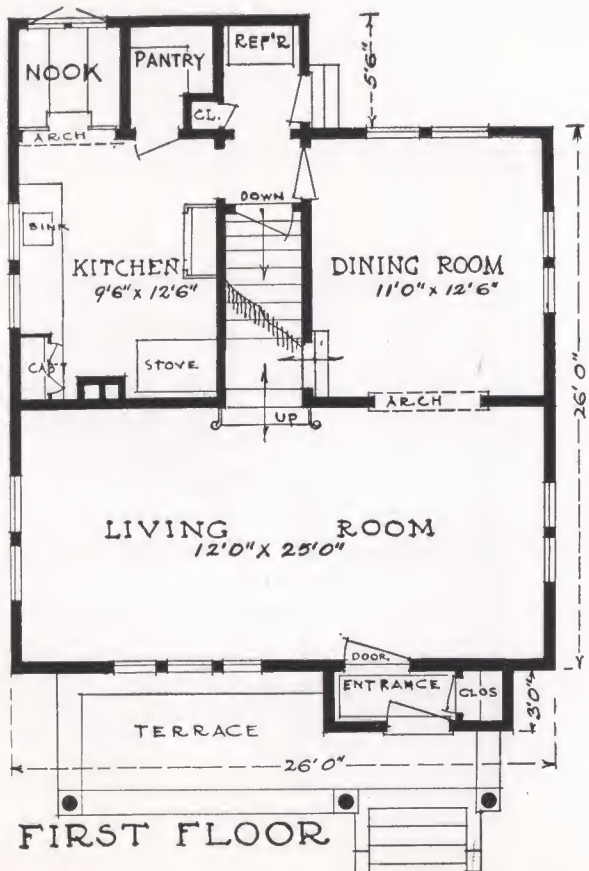 REF'R
NOOK
PANTRY
5'6"
CL.
ARCH
DOWN
SINK
KITCHEN
9'6" X 12'6"
DINING ROOM
11'0" X 12'6"
CAB
STOVE
ARCH
UP
26'0"
LIVING ROOM
12'0" X 25'0"
DOOR
ENTRANCE
CLOS
3'0"
TERRACE
26'0"
FIRST FLOOR